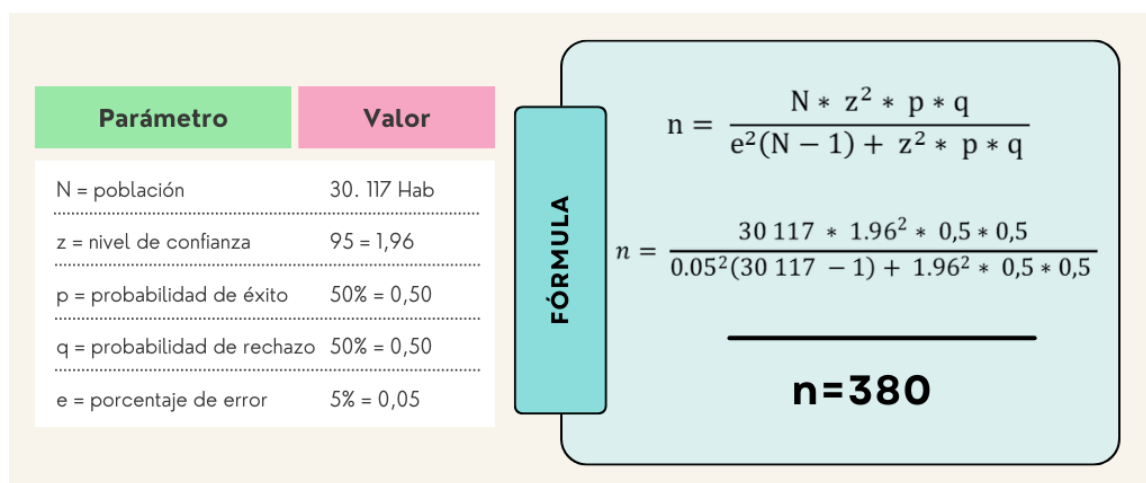 Parámetro Valor
N = población 30. 117 Hab
z = nivel de confianza 95 = 1,96
p = probabilidad de éxito 50% = 0,50
q = probabilidad de rechazo 50% = 0,50
e = porcentaje de error 5% = 0,05
FÓRMULA
n = N * z² * p * q / e²(N − 1) + z² * p * q
n = 30 117 * 1.96² * 0,5 * 0,5 / 0.05²(30 117 − 1) + 1.96² * 0,5 * 0,5
n=380